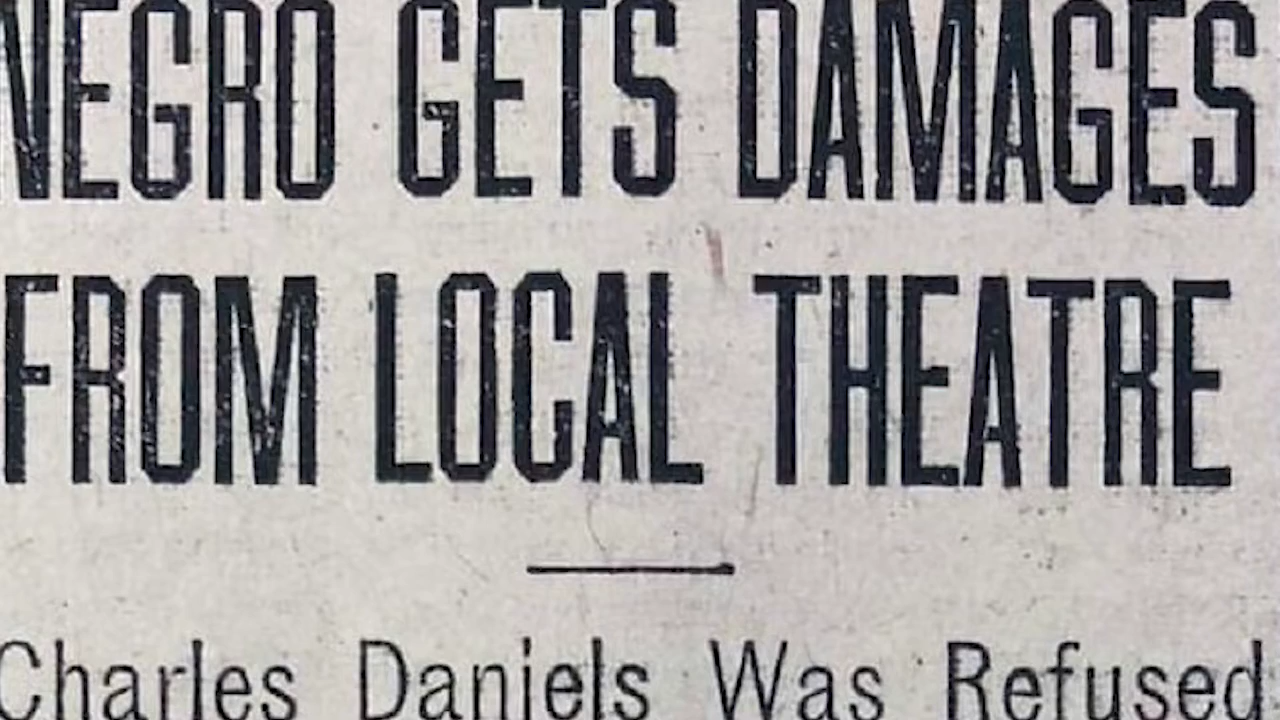 NEGRO GETS DAMAGES
FROM LOCAL THEATRE
Charles Daniels Was Refused